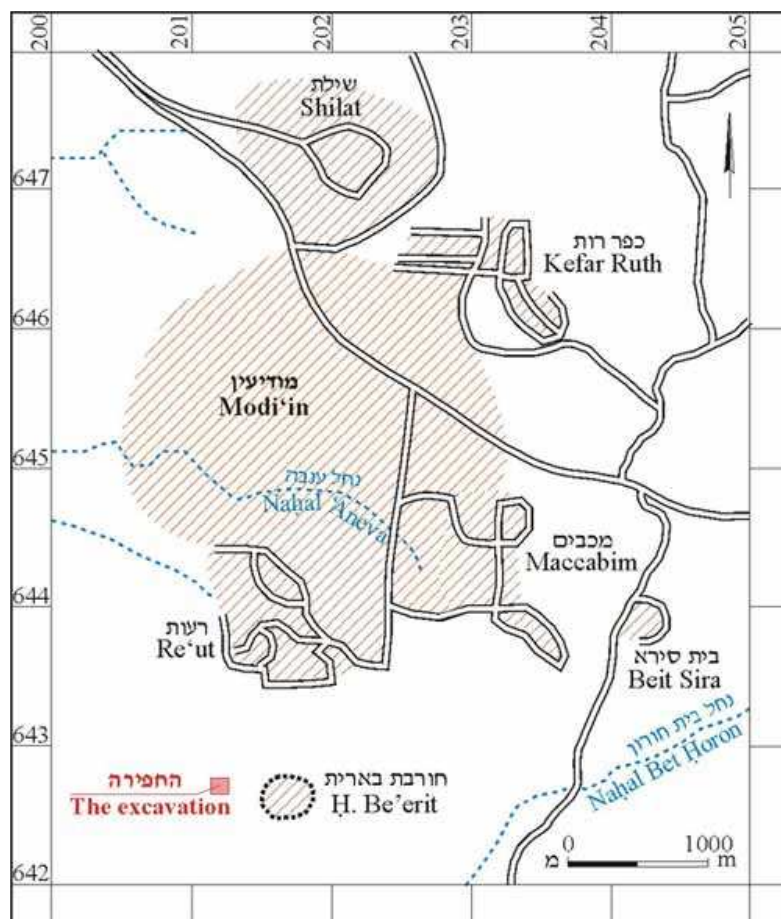 200
201
202
203
204
205
שילת
Shilat
647
כפר רות
Kefar Ruth
646
מודיעין
Modi‘in
645
נחל ענבה
Naḥal ‘Aneva
מכבים
Maccabim
644
רעות
Re‘ut
בית סירא
Beit Sira
נחל בית חורון
Naḥal Bet Ḥoron
643
החפירה
The excavation
חורבת בארית
Ḥ. Be’erit
0 1000
מ m
642